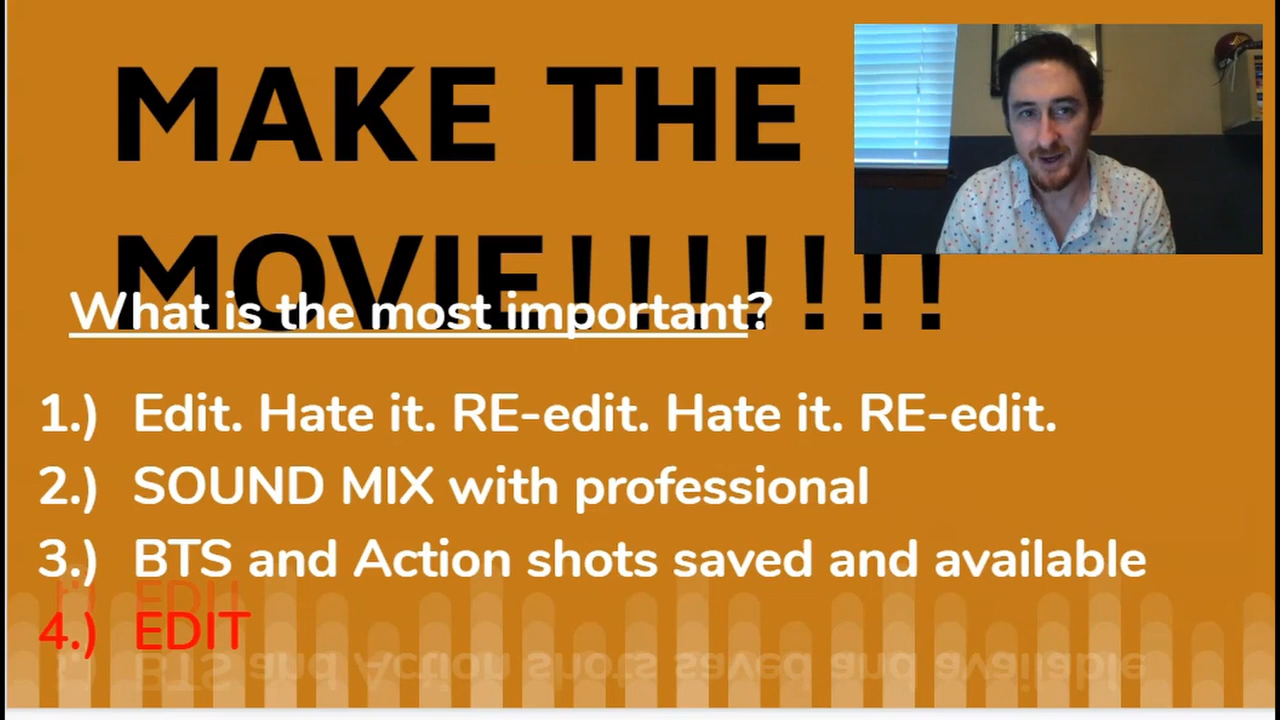 MAKE THE
MOVIE!!!!!!!
What is the most important?
1.) Edit. Hate it. RE-edit. Hate it. RE-edit.
2.) SOUND MIX with professional
3.) BTS and Action shots saved and available
4.) EDIT